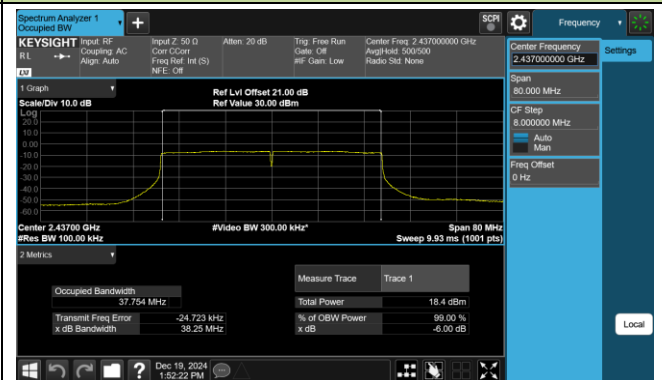 Spectrum Analyzer 1
Occupied BW
+
SCPI
Frequency
KEYSIGHT
RL
LXI
Input: RF
Coupling: AC
Align: Auto
Input Z: 50 Ω
Corr CCorr
Freq Ref: Int (S)
NFE: Off
Atten: 20 dB
Trig: Free Run
Gate: Off
#IF Gain: Low
Center Freq: 2.437000000 GHz
Avg|Hold: 500/500
Radio Std: None
Center Frequency
2.437000000 GHz
Settings
Span
80.000 MHz
CF Step
8.000000 MHz
Auto
Man
Freq Offset
0 Hz
Local
1 Graph
Scale/Div 10.0 dB
Ref Lvl Offset 21.00 dB
Ref Value 30.00 dBm
Log
20.0
10.0
0.00
-10.0
-20.0
-30.0
-40.0
-50.0
-60.0
Center 2.43700 GHz
#Res BW 100.00 kHz
#Video BW 300.00 kHz*
Span 80 MHz
Sweep 9.93 ms (1001 pts)
2 Metrics
Measure Trace Trace 1
Occupied Bandwidth
37.754 MHz
Total Power 18.4 dBm
Transmit Freq Error -24.723 kHz
% of OBW Power 99.00 %
x dB Bandwidth 38.25 MHz
x dB -6.00 dB
?
Dec 19, 2024
1:52:22 PM